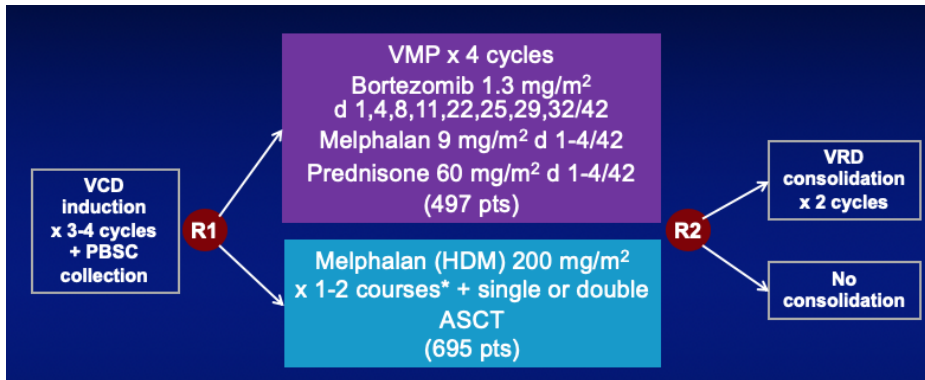 VCD
induction
x 3-4 cycles
+ PBSC
collection
R1
VMP x 4 cycles
Bortezomib 1.3 mg/m²
d 1,4,8,11,22,25,29,32/42
Melphalan 9 mg/m² d 1-4/42
Prednisone 60 mg/m² d 1-4/42
(497 pts)
Melphalan (HDM) 200 mg/m²
x 1-2 courses* + single or double
ASCT
(695 pts)
R2
VRD
consolidation
x 2 cycles
No
consolidation